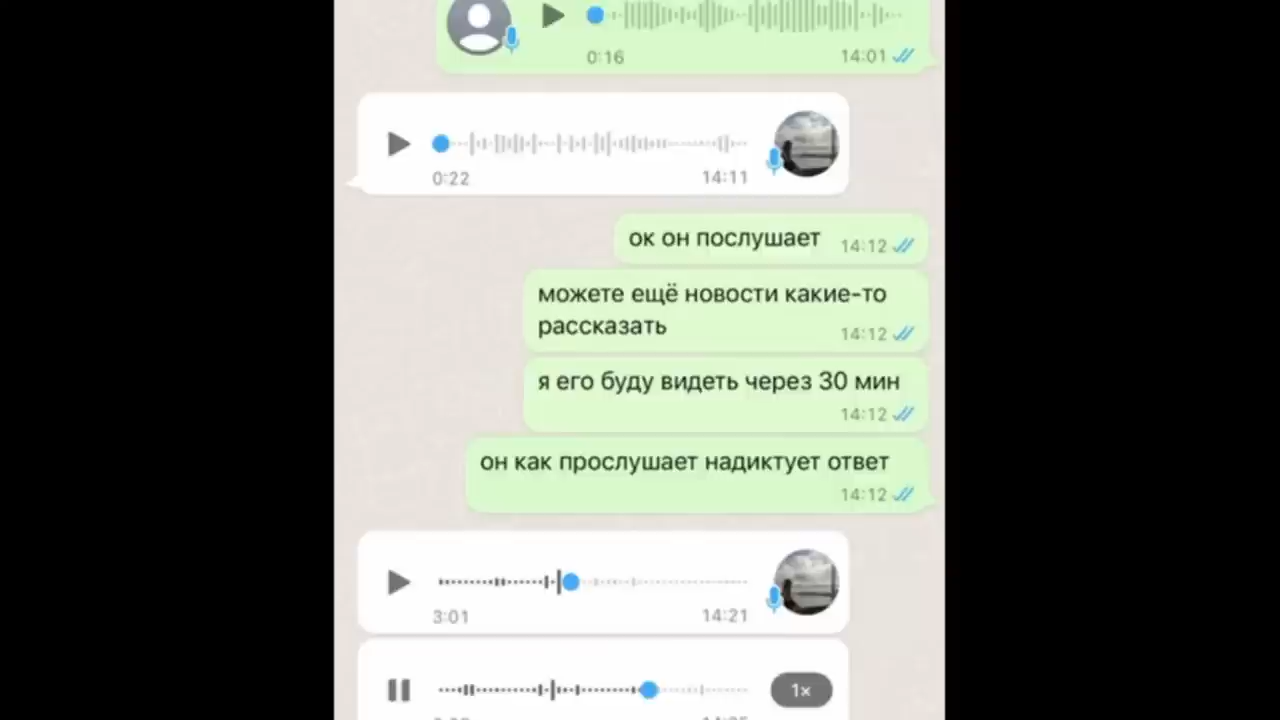 0:16 14:01
0:22 14:11
ок он послушает 14:12
можете ещё новости какие-то
рассказать 14:12
я его буду видеть через 30 мин
14:12
он как прослушает надиктует ответ
14:12
3:01 14:21
1×